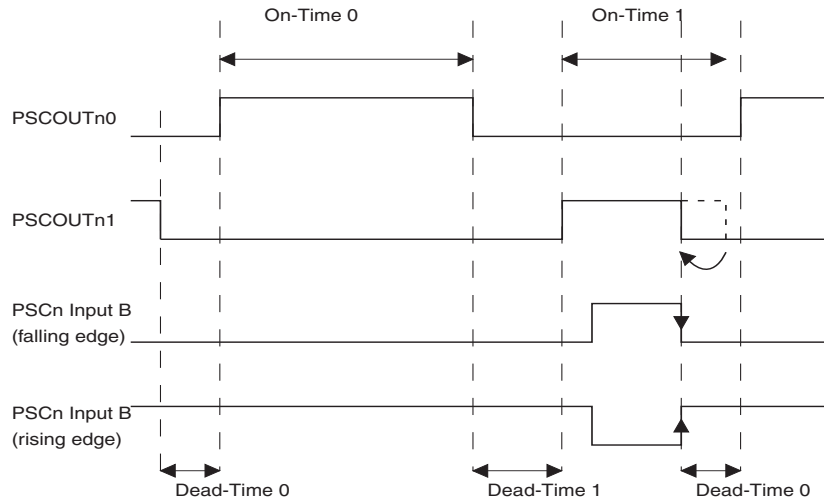 On-Time 0
On-Time 1
PSCOUTn0
PSCOUTn1
PSCn Input B
(falling edge)
PSCn Input B
(rising edge)
Dead-Time 0
Dead-Time 1
Dead-Time 0